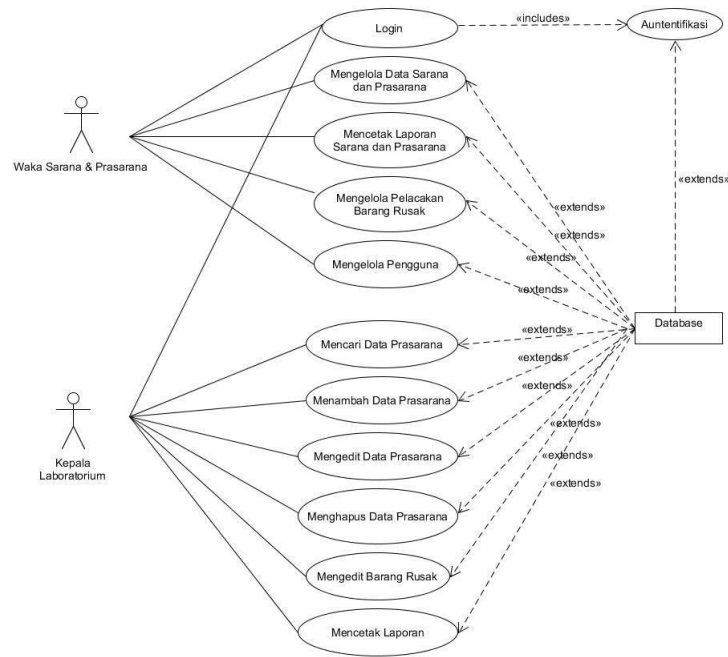 Login
«includes»
Auntentifikasi
Mengelola Data Sarana
dan Prasarana
Waka Sarana & Prasarana
Mencetak Laporan
Sarana dan Prasarana
«extends»
Mengelola Pelacakan
Barang Rusak
«extends»
«extends»
«extends»
Mengelola Pengguna
«extends»
Database
Mencari Data Prasarana
«extends»
«extends»
Menambah Data Prasarana
«extends»
Kepala
Laboratorium
Mengedit Data Prasarana
«extends»
«extends»
«extends»
Menghapus Data Prasarana
Mengedit Barang Rusak
Mencetak Laporan